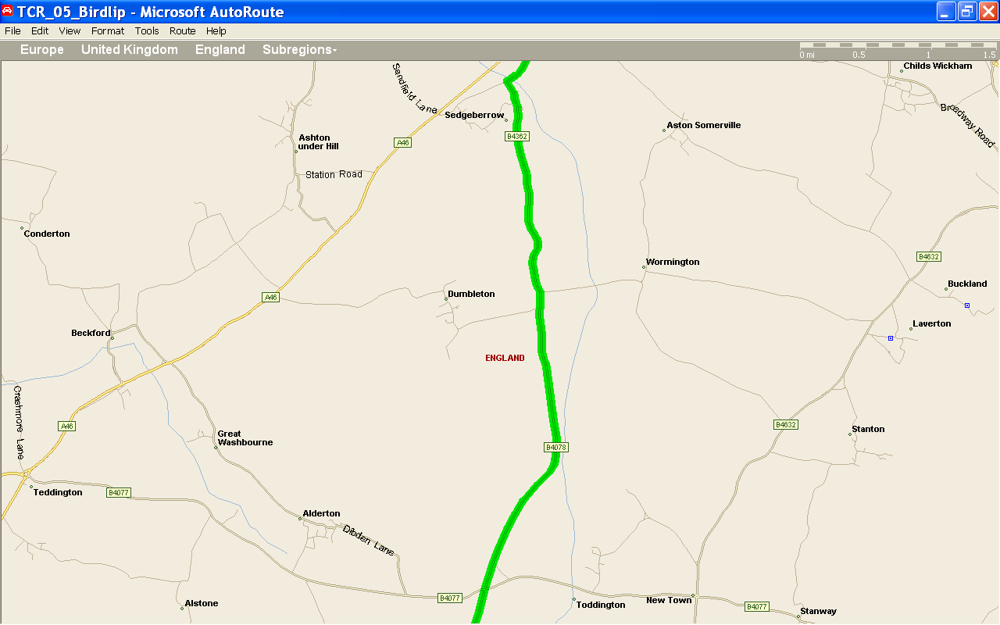 TCR_05_Birdlip - Microsoft AutoRoute
File Edit View Format Tools Route Help
Europe United Kingdom England Subregions
0 mi 0.5 1 1.5
Childs Wickham
Sandfield Lane
Broadway Road
Sedgeberrow
Aston Somerville
B4362
Ashton
under Hill
A46
Station Road
Conderton
B4632
Wormington
Buckland
Dumbleton
A46
Laverton
Beckford
ENGLAND
Crashmore Lane
A46
B4632
Stanton
Great
Washbourne
B4078
Teddington
B4077
Alderton
Dibden Lane
B4077
New Town
Alstone
Toddington
B4077
Stanway